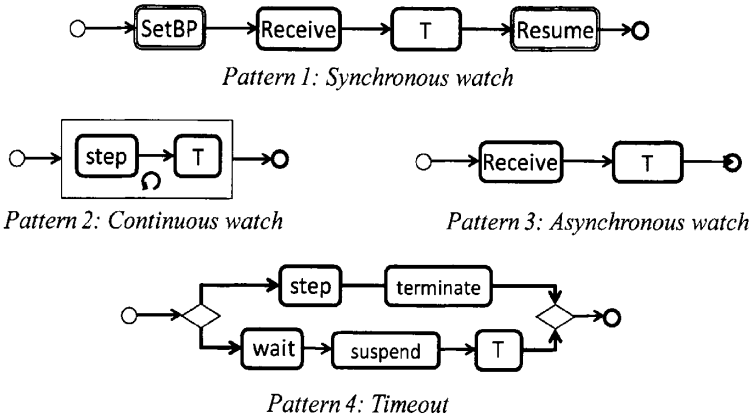 SetBP Receive T Resume
Pattern 1: Synchronous watch
step T
Pattern 2: Continuous watch
Receive T
Pattern 3: Asynchronous watch
step terminate
wait suspend T
Pattern 4: Timeout